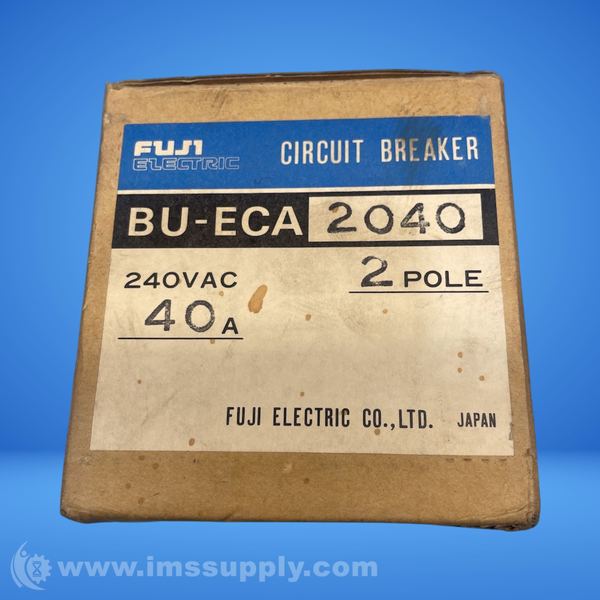 FUJI ELECTRIC
CIRCUIT BREAKER
BU-ECA 2040
240VAC
2 POLE
40A
FUJI ELECTRIC CO.,LTD. JAPAN
www.imssupply.com